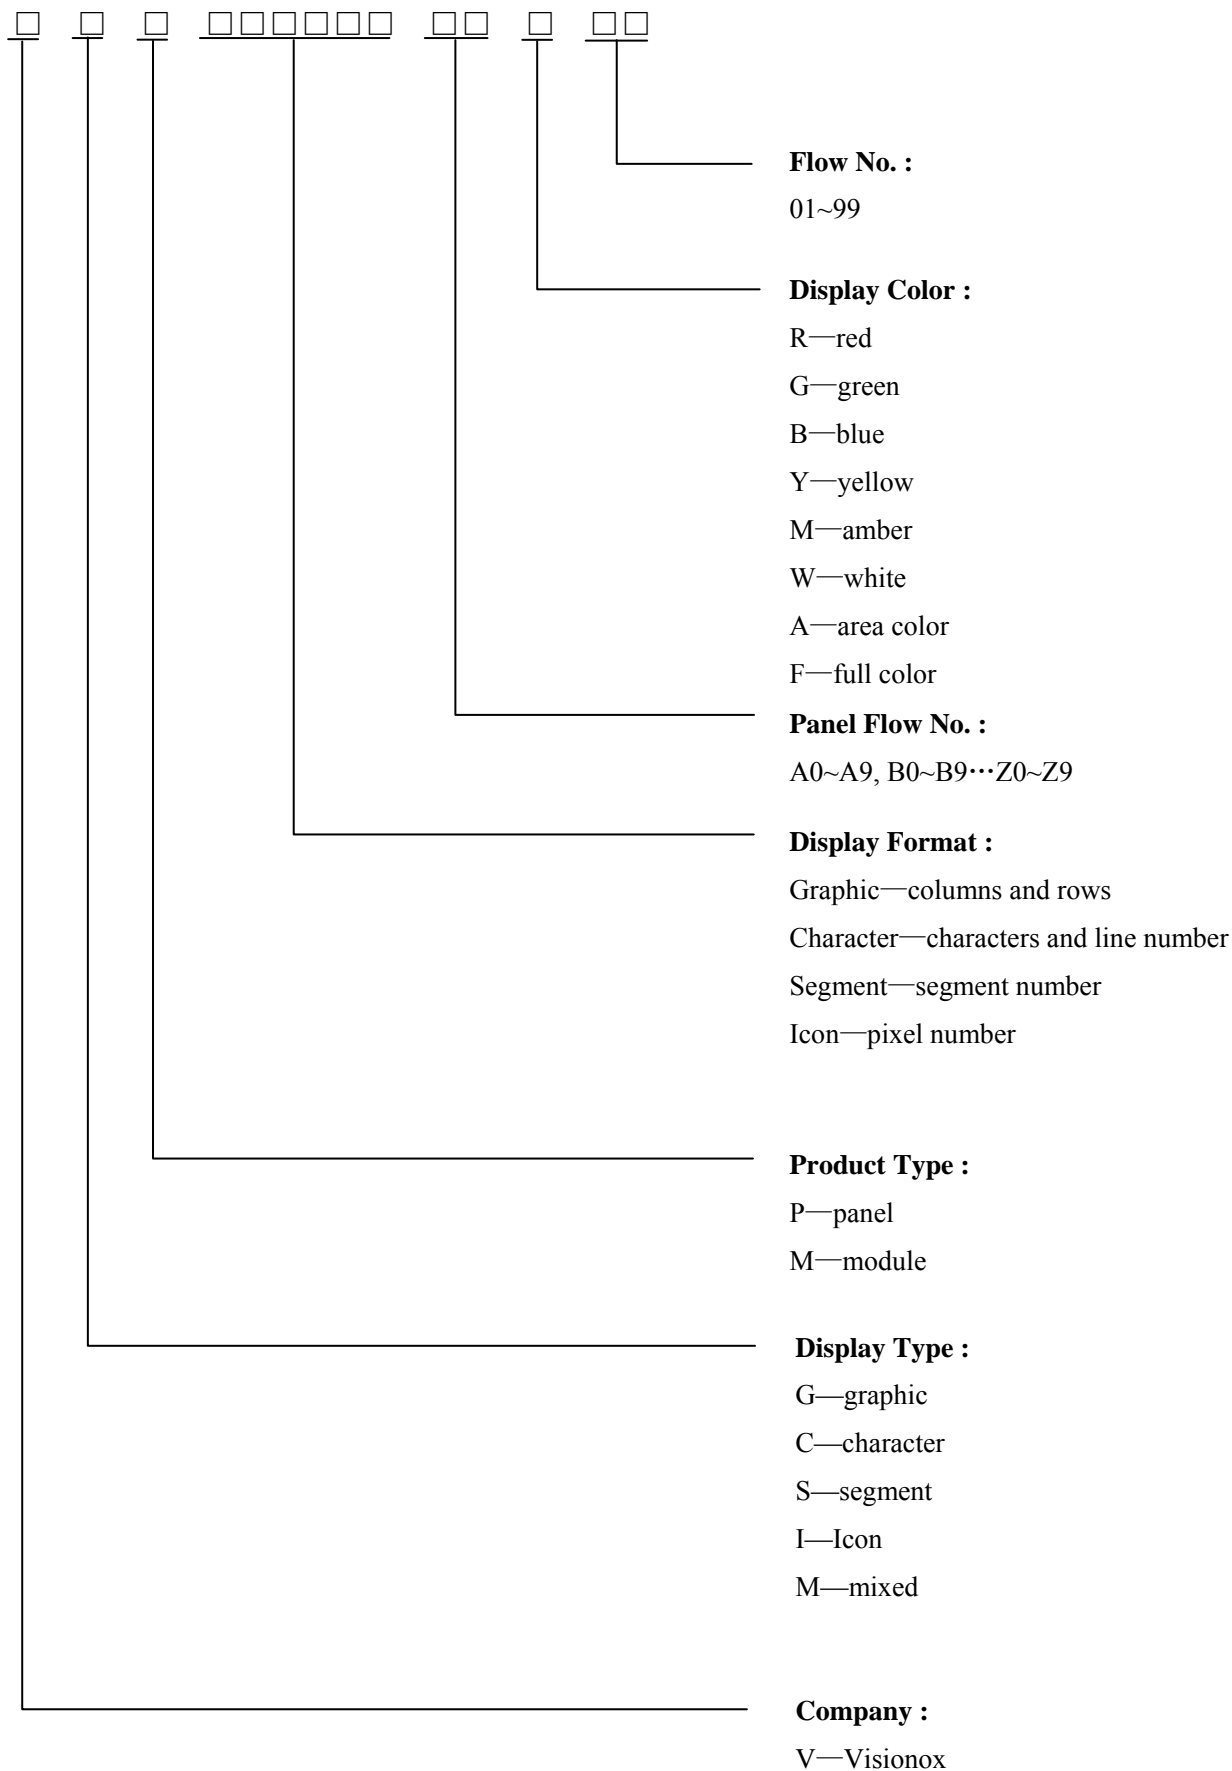 □ □ □ □□□□□□ □□ □ □□
Flow No. :
01~99
Display Color :
R—red
G—green
B—blue
Y—yellow
M—amber
W—white
A—area color
F—full color
Panel Flow No. :
A0~A9, B0~B9⋯Z0~Z9
Display Format :
Graphic—columns and rows
Character—characters and line number
Segment—segment number
Icon—pixel number
Product Type :
P—panel
M—module
Display Type :
G—graphic
C—character
S—segment
I—Icon
M—mixed
Company :
V—Visionox